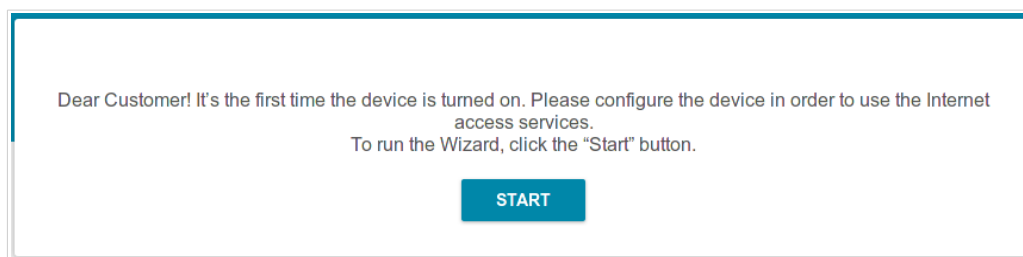 Dear Customer! It's the first time the device is turned on. Please configure the device in order to use the Internet
access services.
To run the Wizard, click the “Start” button.
START